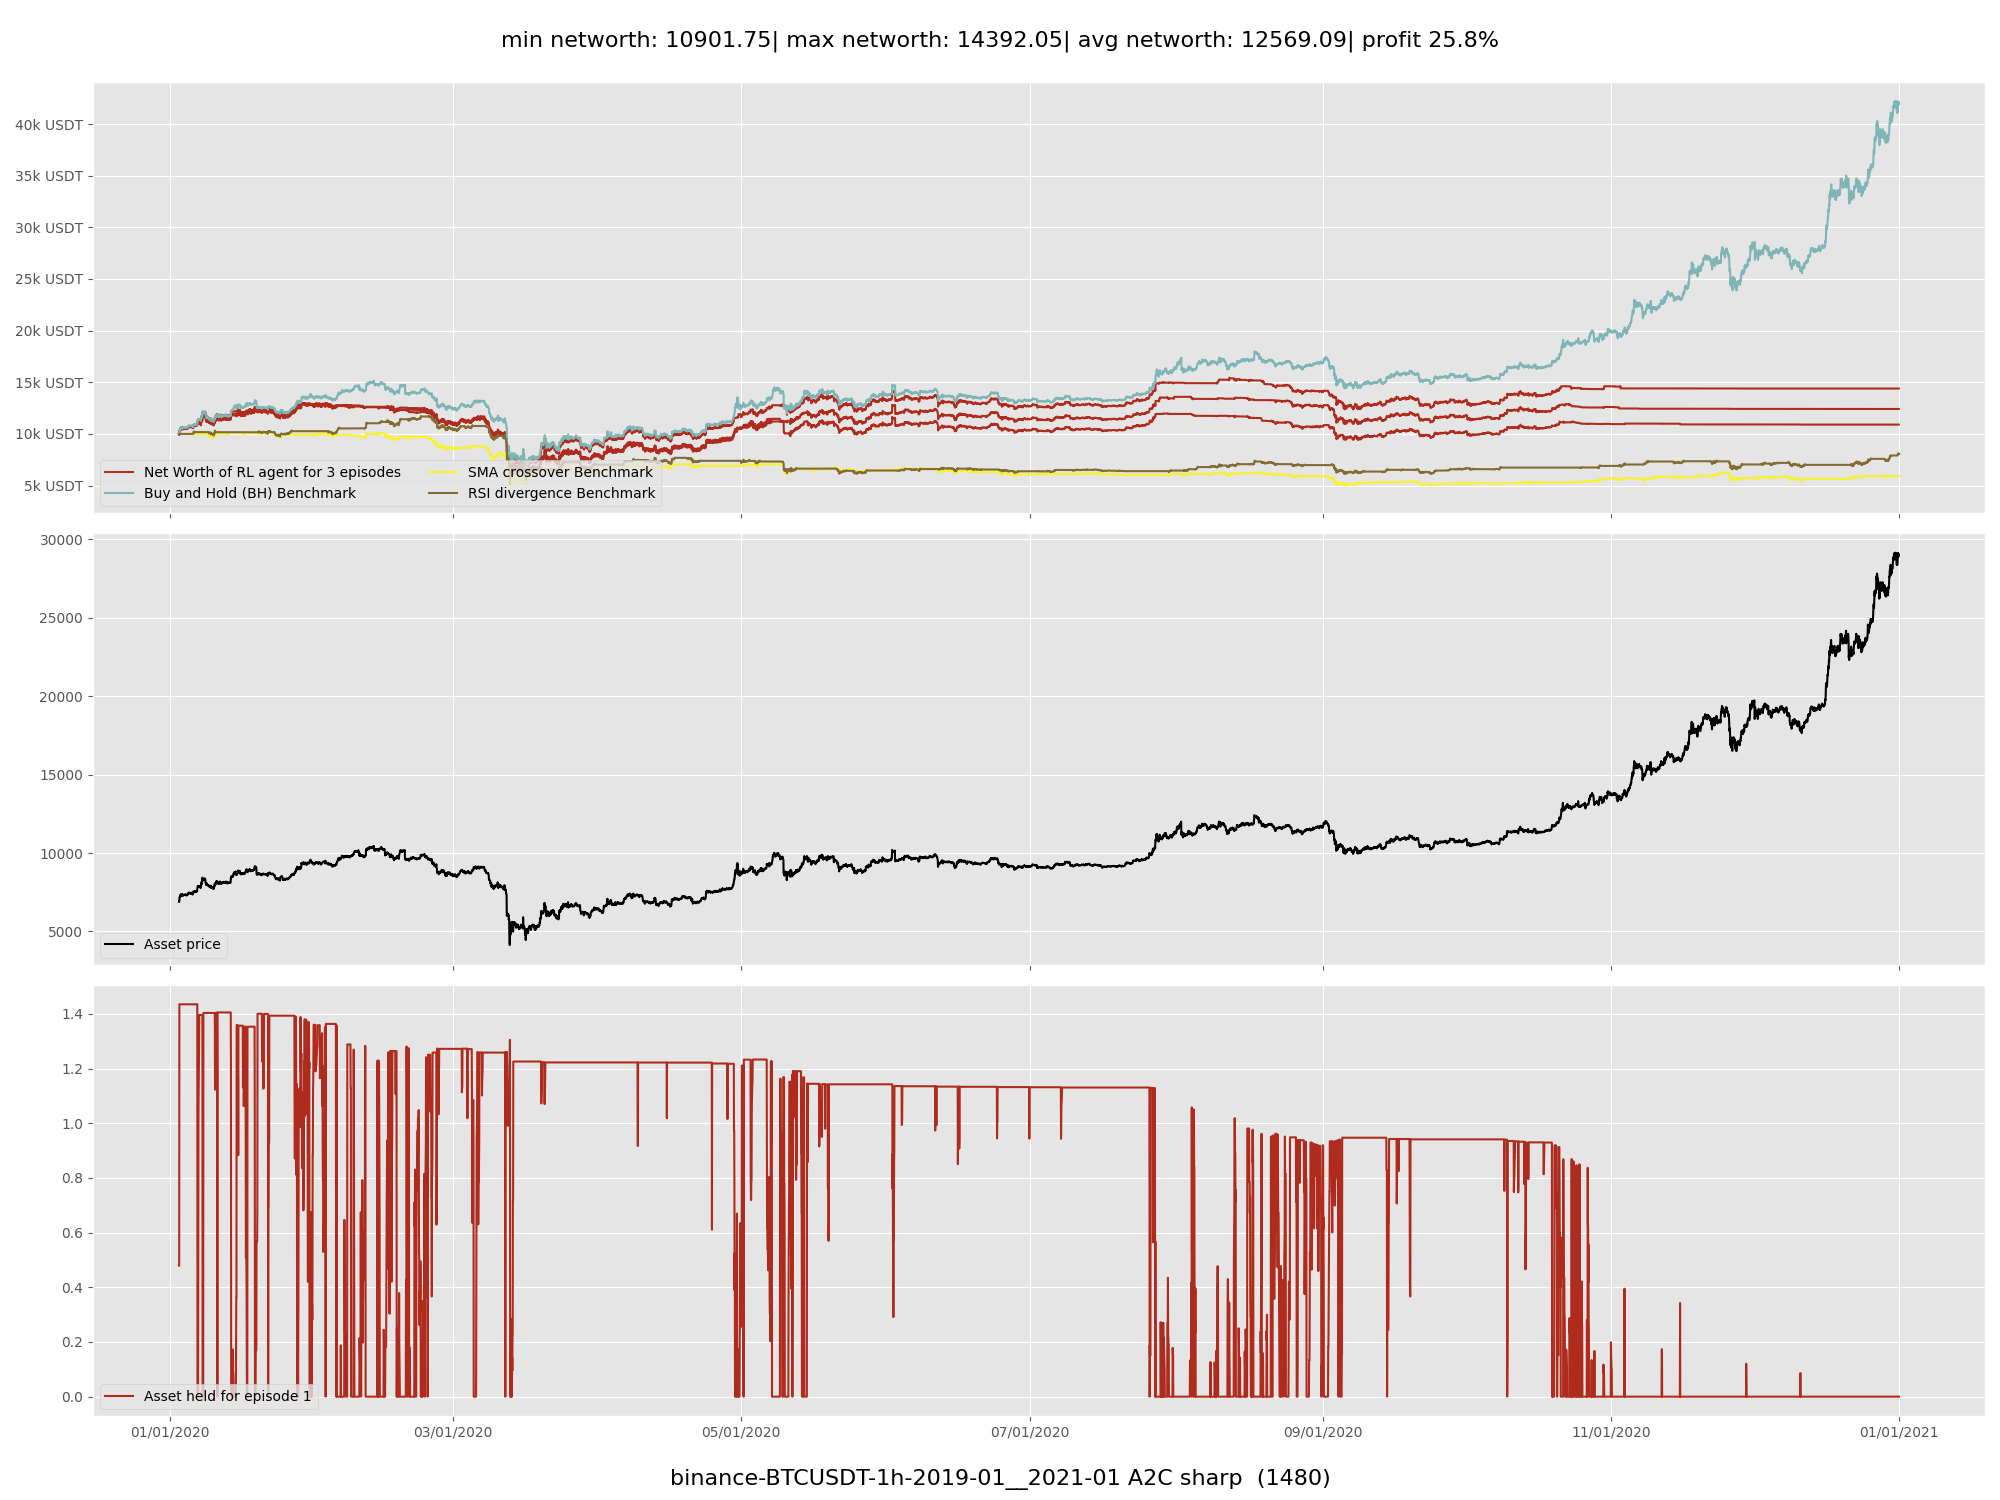 min networth: 10901.75| max networth: 14392.05| avg networth: 12569.09| profit 25.8%
40k USDT
35k USDT
30k USDT
25k USDT
20k USDT
15k USDT
10k USDT
5k USDT
Net Worth of RL agent for 3 episodes
Buy and Hold (BH) Benchmark
SMA crossover Benchmark
RSI divergence Benchmark
30000
25000
20000
15000
10000
5000
Asset price
1.4
1.2
1.0
0.8
0.6
0.4
0.2
0.0
Asset held for episode 1
01/01/2020 03/01/2020 05/01/2020 07/01/2020 09/01/2020 11/01/2020 01/01/2021
binance-BTCUSDT-1h-2019-01__2021-01 A2C sharp (1480)